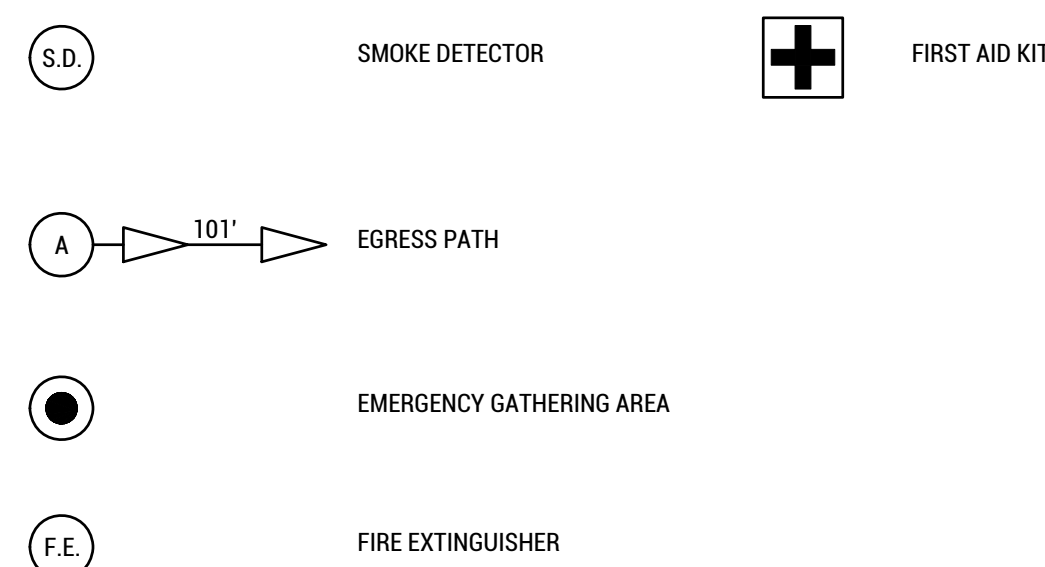 S.D. SMOKE DETECTOR FIRST AID KIT
A 101' EGRESS PATH
EMERGENCY GATHERING AREA
F.E. FIRE EXTINGUISHER